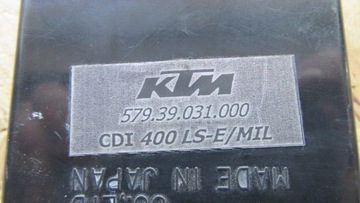 KTM
579.39.031.000
CDI 400 LS-E/MIL
MADE IN JAPAN